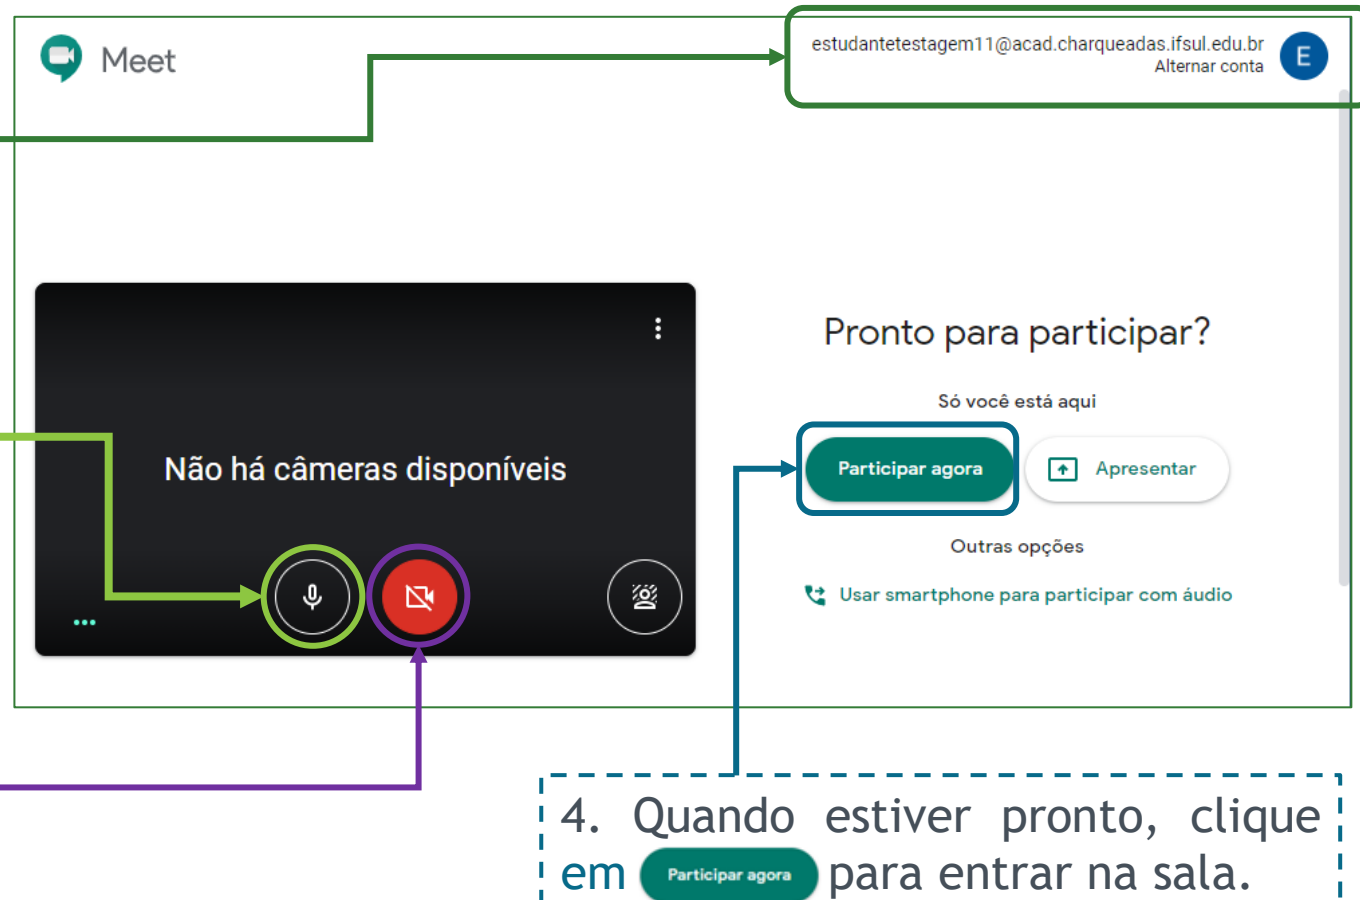 Meet
estudantetestagem11@acad.charqueadas.ifsul.edu.br
Alternar conta
E
Não há câmeras disponíveis
Pronto para participar?
Só você está aqui
Participar agora
Apresentar
Outras opções
Usar smartphone para participar com áudio
4. Quando estiver pronto, clique
em Participar agora para entrar na sala.